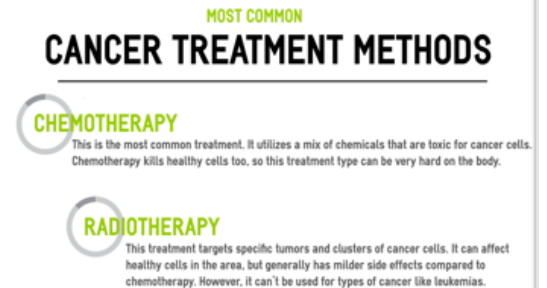 MOST COMMON
CANCER TREATMENT METHODS
CHEMOTHERAPY
This is the most common treatment. It utilizes a mix of chemicals that are toxic for cancer cells.
Chemotherapy kills healthy cells too, so this treatment type can be very hard on the body.
RADIOTHERAPY
This treatment targets specific tumors and clusters of cancer cells. It can affect
healthy cells in the area, but generally has milder side effects compared to
chemotherapy. However, it can't be used for types of cancer like leukemias.